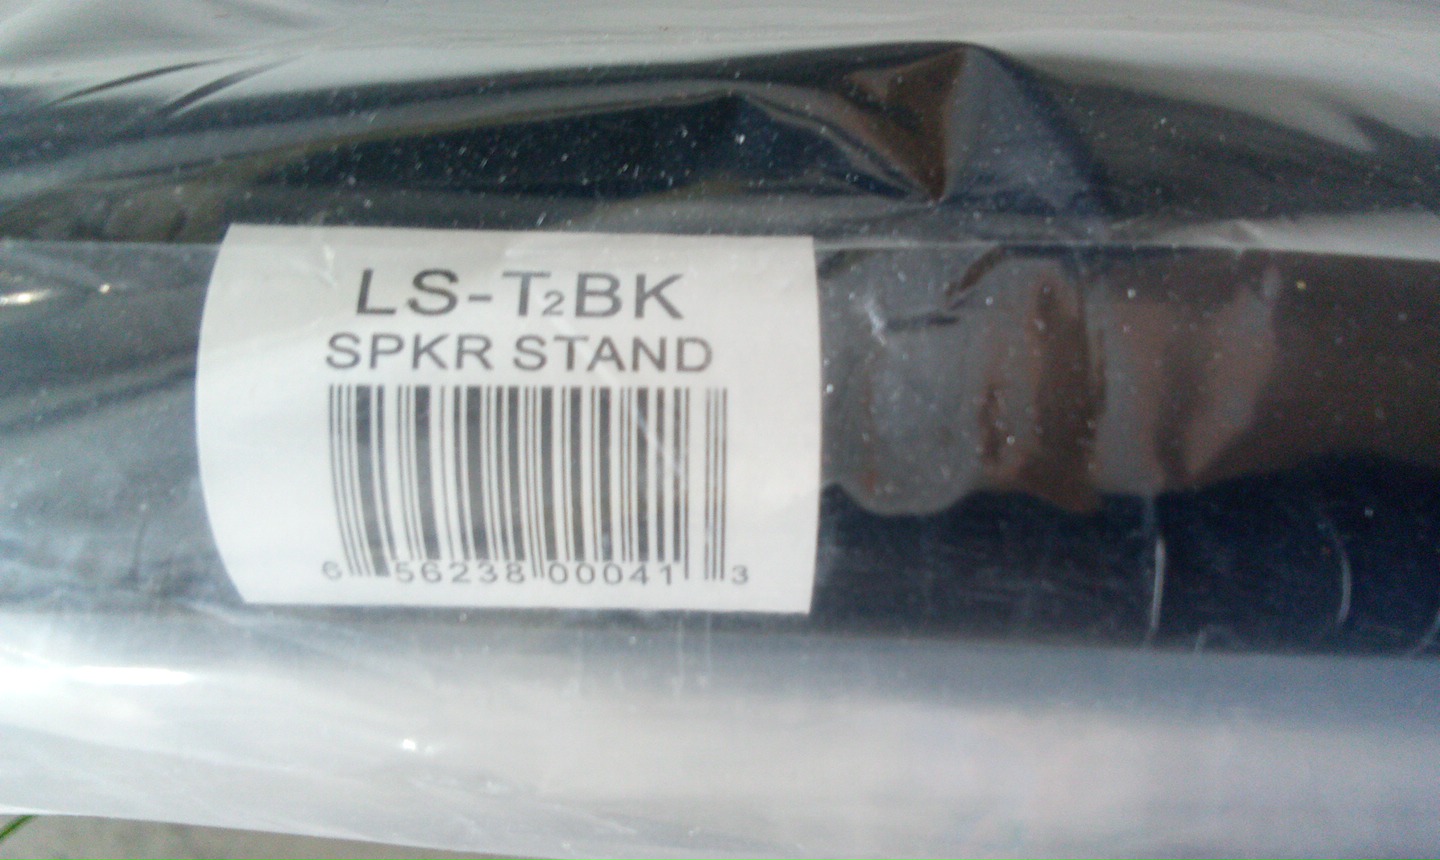 LS-T2BK
SPKR STAND
6 56238 00041 3